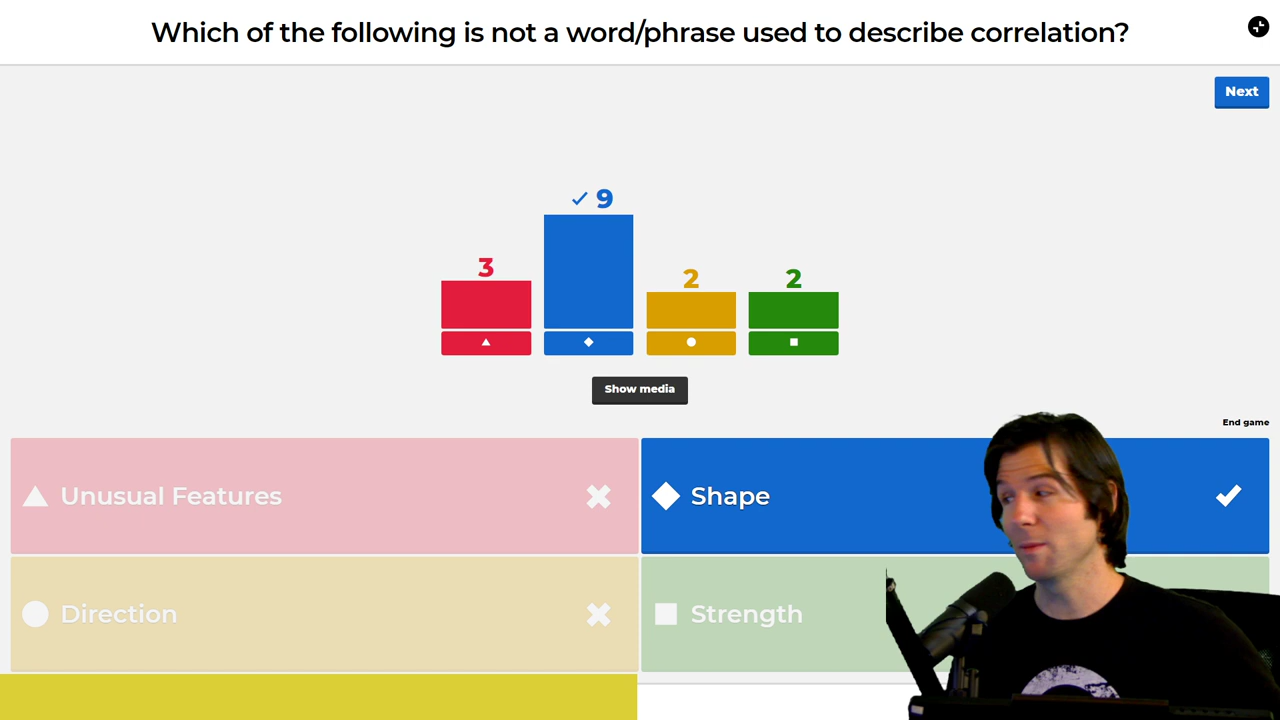 Which of the following is not a word/phrase used to describe correlation?
Next
9
3
2
2
Show media
End game
Unusual Features
Shape
Direction
Strength